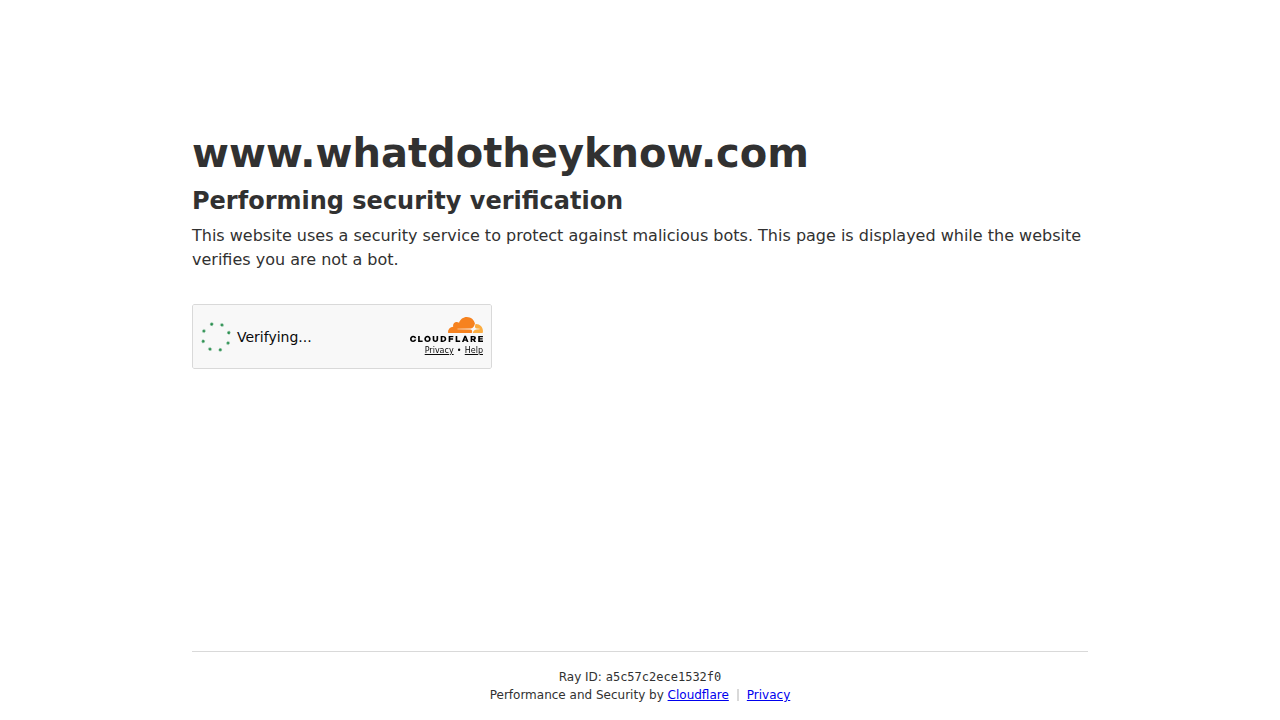 www.whatdotheyknow.com
Performing security verification
This website uses a security service to protect against malicious bots. This page is displayed while the website
verifies you are not a bot.
Verifying...
CLOUDFLARE
Privacy • Help
Ray ID: a5c57c2ece1532f0
Performance and Security by Cloudflare | Privacy